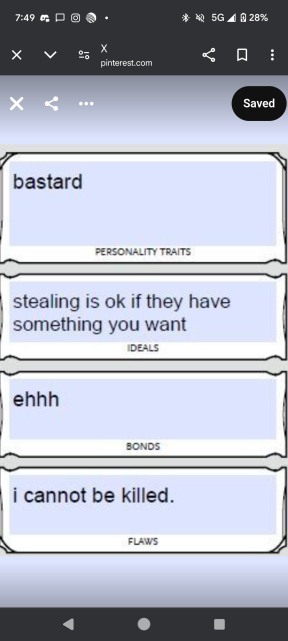 7:49
5G 28%
X
pinterest.com
Saved
bastard
PERSONALITY TRAITS
stealing is ok if they have
something you want
IDEALS
ehhh
BONDS
i cannot be killed.
FLAWS